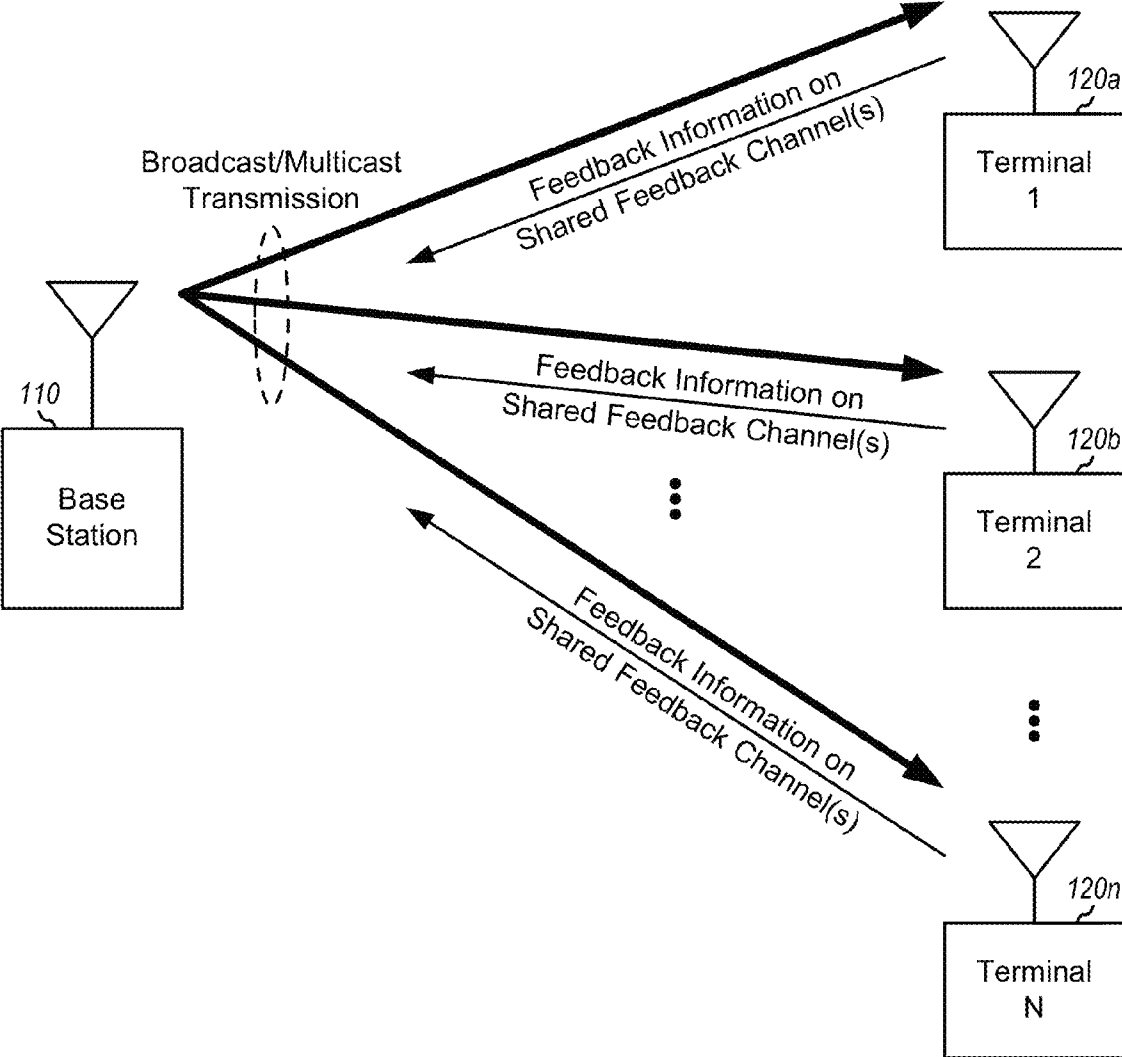 120a
Feedback Information on
Shared Feedback Channel(s)
Terminal
1
Broadcast/Multicast
Transmission
110
Base
Station
Feedback Information on
Shared Feedback Channel(s)
120b
Terminal
2
Feedback Information on
Shared Feedback Channel(s)
120n
Terminal
N